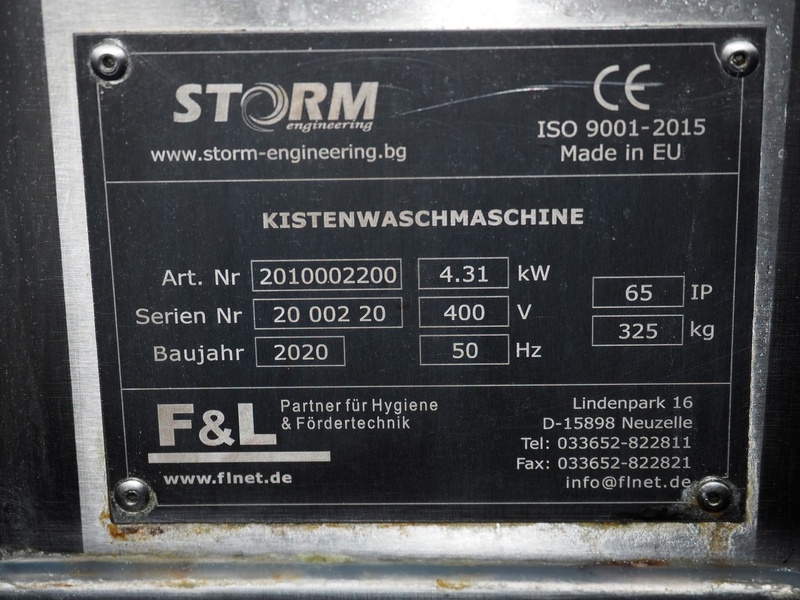 STORM
engineering
www.storm-engineering.bg
CE
ISO 9001-2015
Made in EU
KISTENWASCHMASCHINE
Art. Nr 2010002200 4.31 kW
Serien Nr 20 002 20 400 V
Baujahr 2020 50 Hz
65 IP
325 kg
F&L
Partner für Hygiene
& Fördertechnik
www.flnet.de
Lindenpark 16
D-15898 Neuzelle
Tel: 033652-822811
Fax: 033652-822821
info@flnet.de